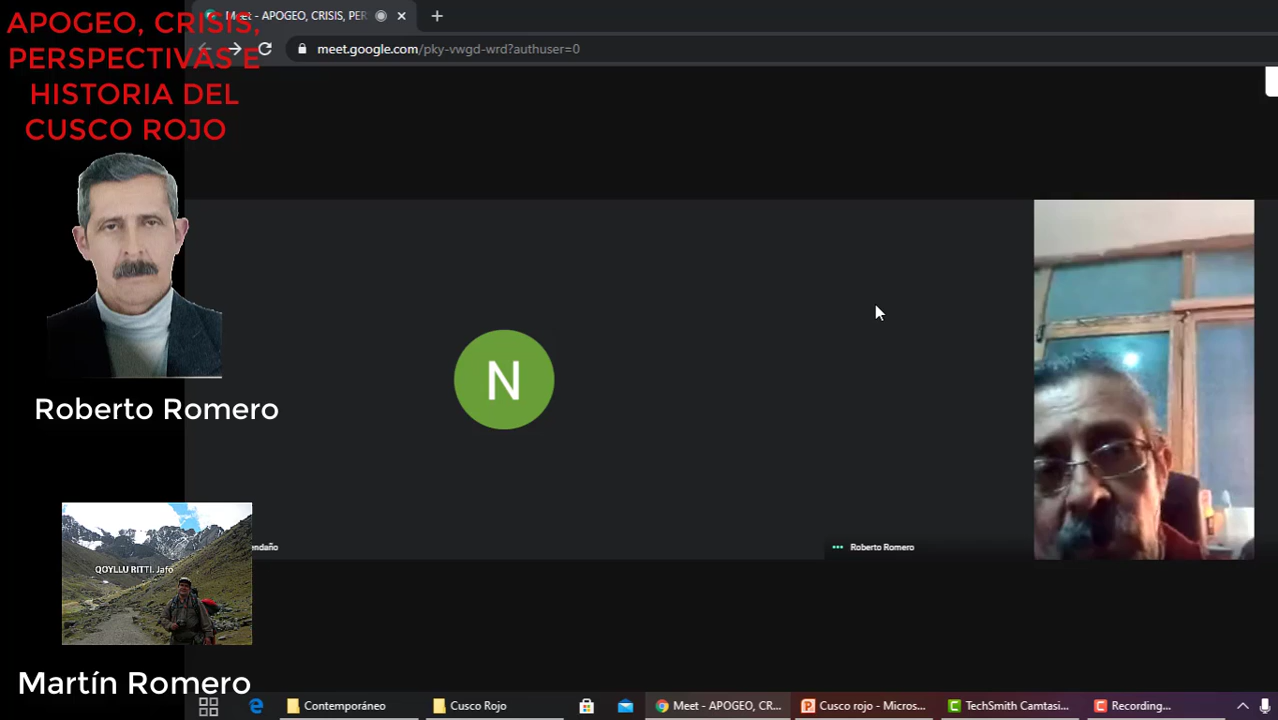 APOGEO, CRISIS,
PERSPECTIVAS E
HISTORIA DEL
CUSCO ROJO
Meet - APOGEO, CRISIS, PER
meet.google.com/pky-vwgd-wrd?authuser=0
N
Roberto Romero
endaño
Roberto Romero
QOYLLU RITTI. Jafo
Martín Romero
Contemporáneo
Cusco Rojo
Meet - APOGEO, CR...
Cusco rojo - Micros...
TechSmith Camtasi...
Recording...